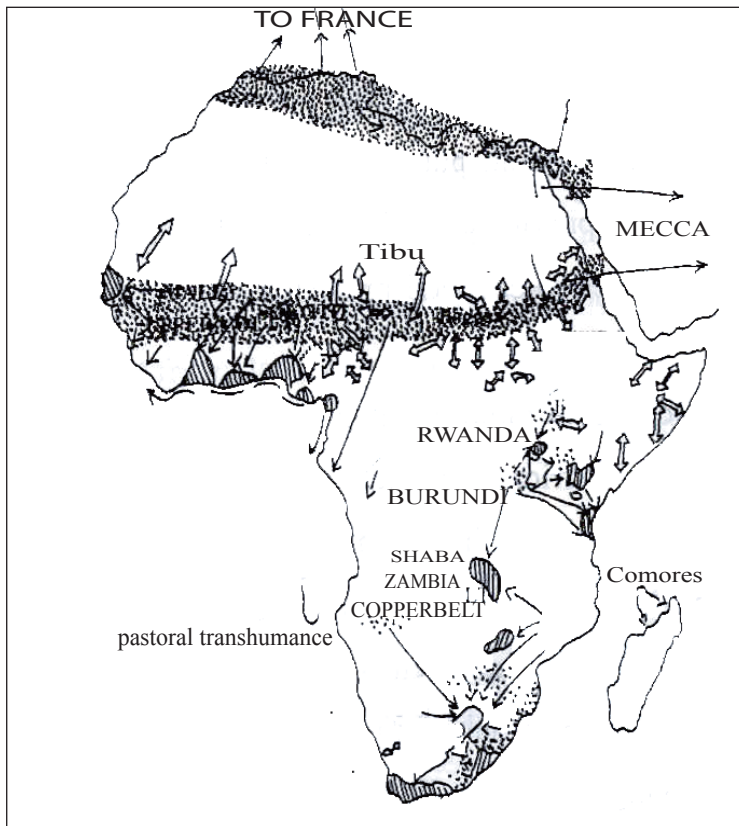 TO FRANCE
MECCA
Tibu
RWANDA
BURUNDI
SHABA
ZAMBIA
COPPERBELT
Comores
pastoral transhumance